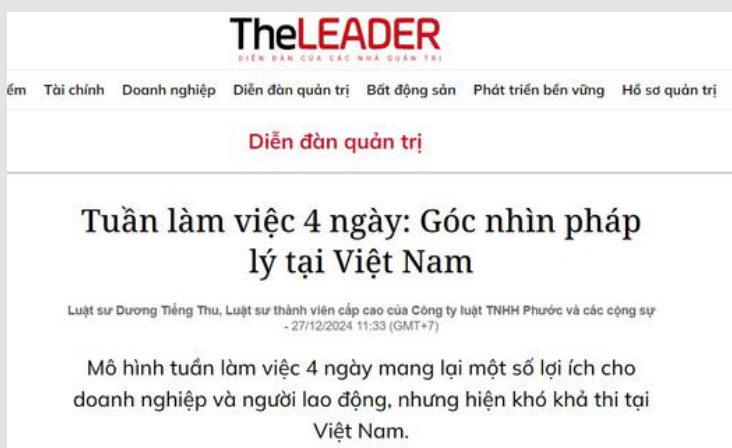 TheLEADER
DIỄN ĐÀN CỦA CÁC NHÀ QUẢN TRỊ
Tài chính Doanh nghiệp Diễn đàn quản trị Bất động sản Phát triển bền vững Hồ sơ quản trị
Diễn đàn quản trị
Tuần làm việc 4 ngày: Góc nhìn pháp
lý tại Việt Nam
Luật sư Dương Tiếng Thu, Luật sư thành viên cấp cao của Công ty luật TNHH Phước và các cộng sự
- 27/12/2024 11:33 (GMT+7)
Mô hình tuần làm việc 4 ngày mang lại một số lợi ích cho
doanh nghiệp và người lao động, nhưng hiện khó khả thi tại
Việt Nam.